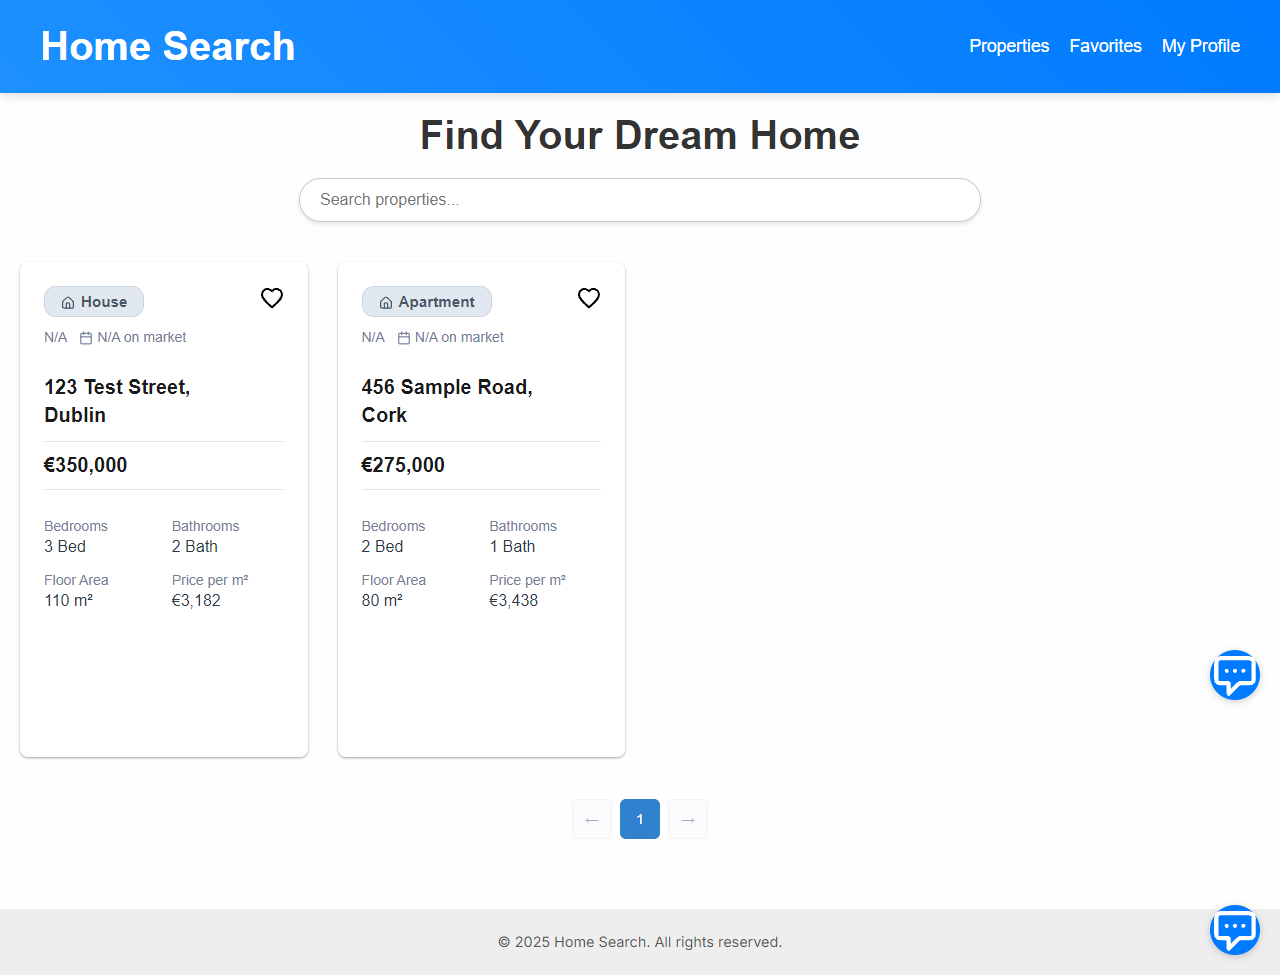 Home Search
Properties Favorites My Profile
Find Your Dream Home
Search properties...
House
N/A N/A on market
123 Test Street,
Dublin
€350,000
Bedrooms Bathrooms
3 Bed 2 Bath
Floor Area Price per m²
110 m² €3,182
Apartment
N/A N/A on market
456 Sample Road,
Cork
€275,000
Bedrooms Bathrooms
2 Bed 1 Bath
Floor Area Price per m²
80 m² €3,438
← 1 →
© 2025 Home Search. All rights reserved.